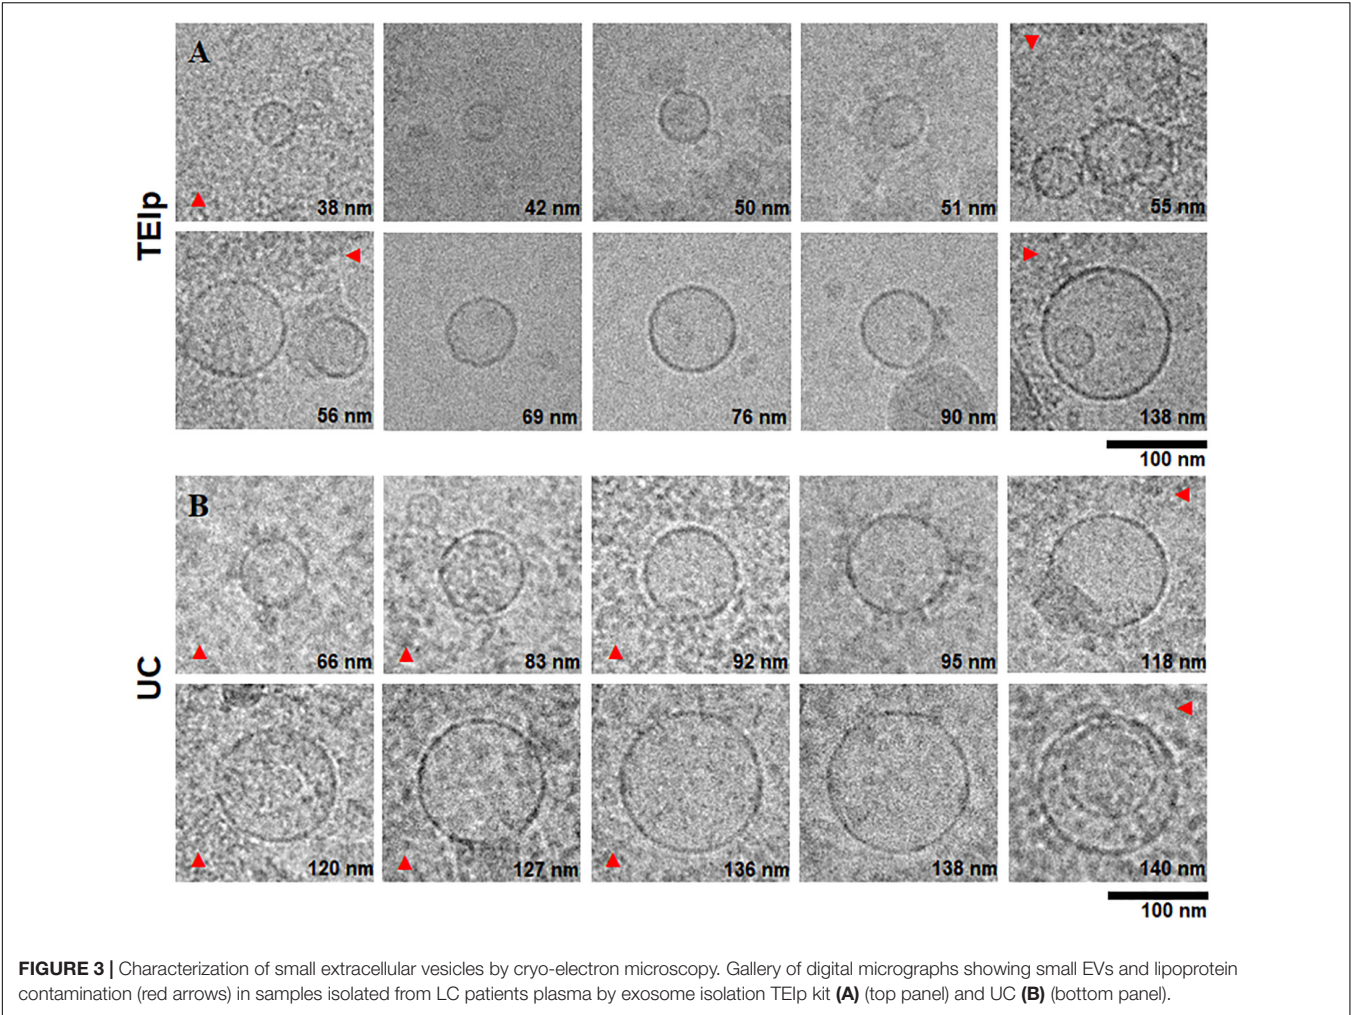 A
TEIp
38 nm
42 nm
50 nm
51 nm
55 nm
56 nm
69 nm
76 nm
90 nm
138 nm
100 nm
B
UC
66 nm
83 nm
92 nm
95 nm
118 nm
120 nm
127 nm
136 nm
138 nm
140 nm
100 nm
FIGURE 3 | Characterization of small extracellular vesicles by cryo-electron microscopy. Gallery of digital micrographs showing small EVs and lipoprotein
contamination (red arrows) in samples isolated from LC patients plasma by exosome isolation TEIp kit (A) (top panel) and UC (B) (bottom panel).